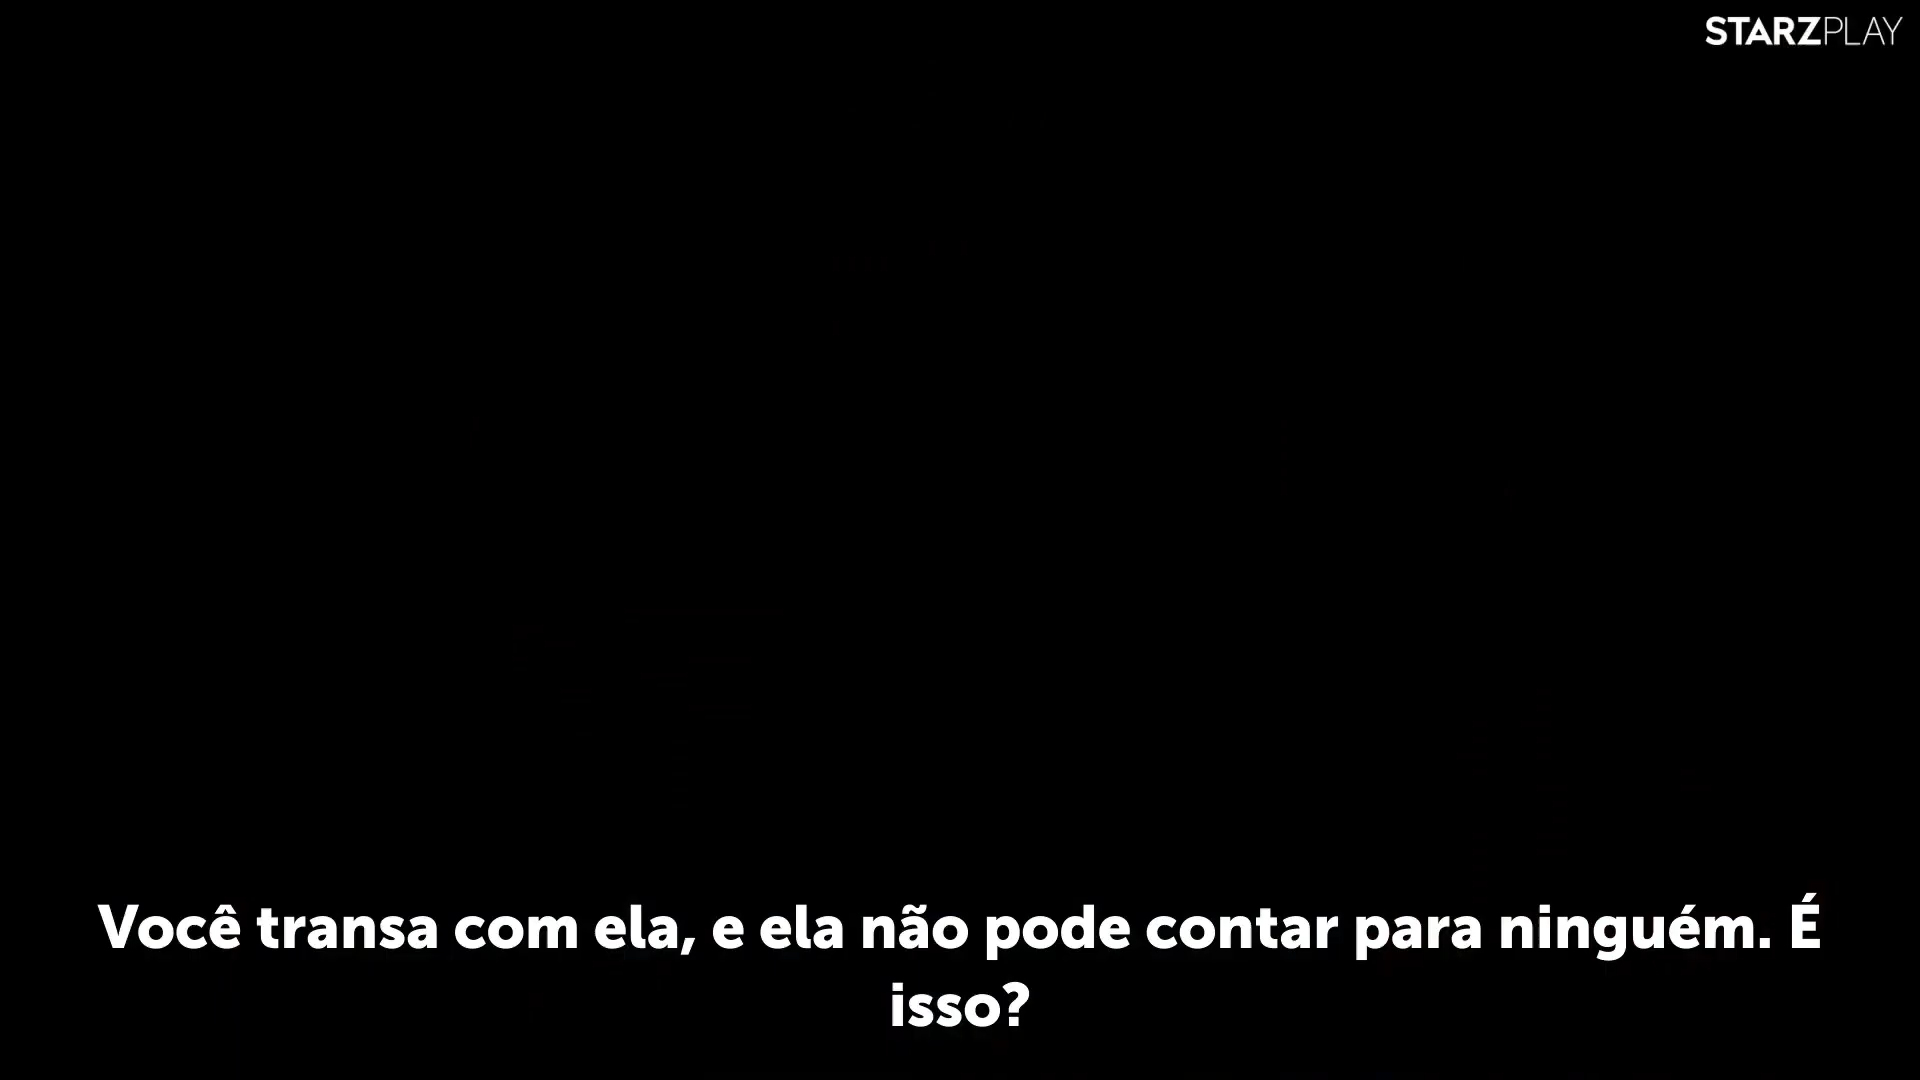 STARZPLAY
Você transa com ela, e ela não pode contar para ninguém. É
isso?